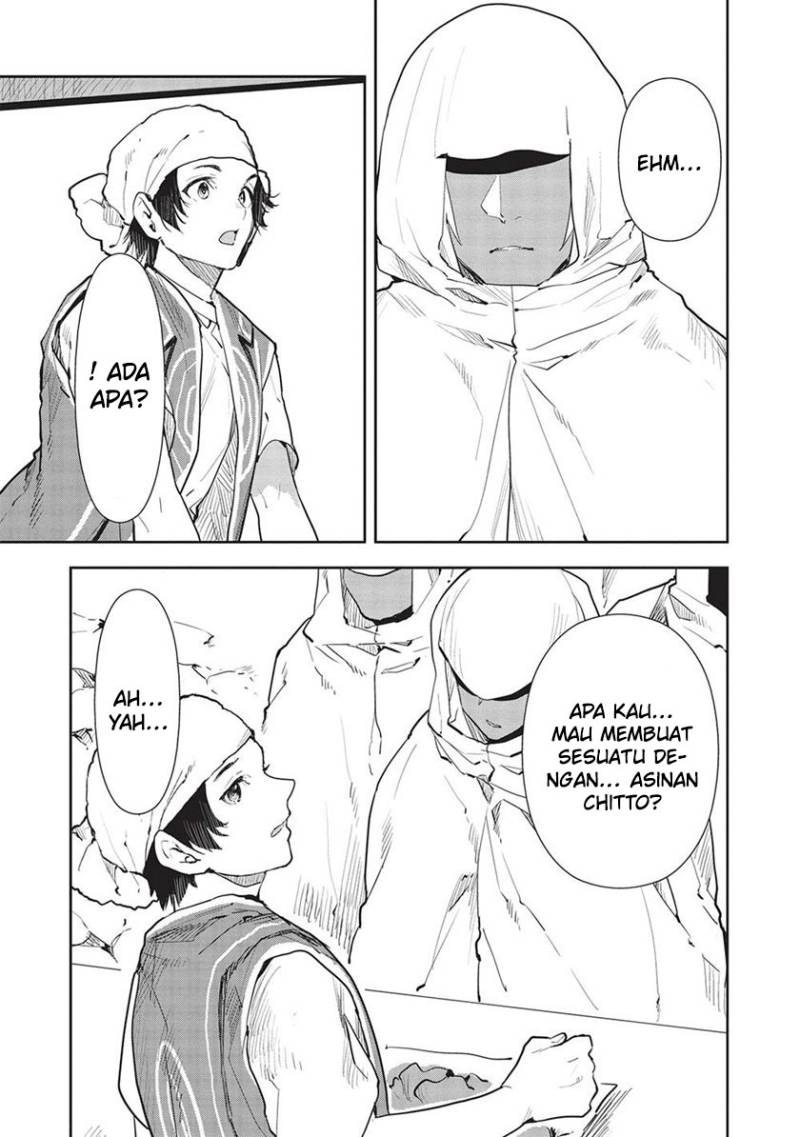 EHM...
! ADA
APA?
APA KAU...
MAU MEMBUAT
SESUATU DE-
NGAN... ASINAN
CHITTO?
AH...
YAH...